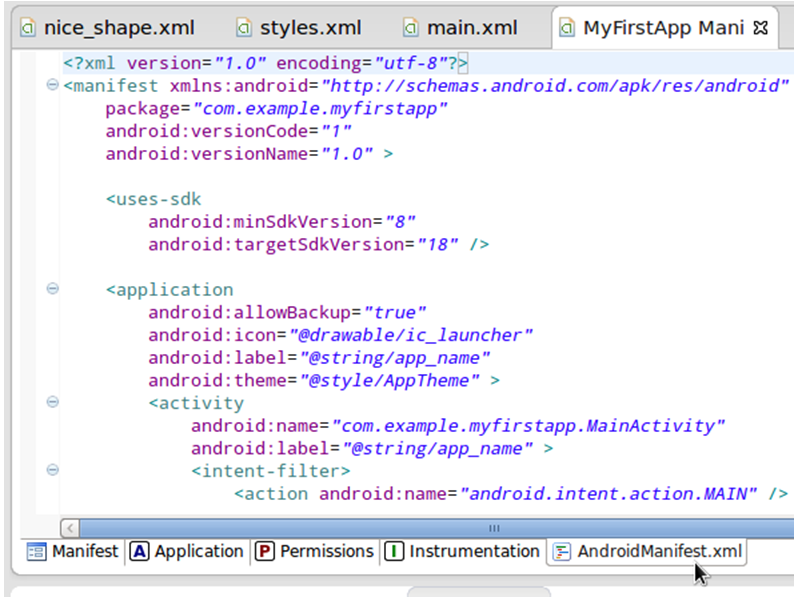 nice_shape.xml styles.xml main.xml MyFirstApp Mani
<?xml version="1.0" encoding="utf-8"?>
<manifest xmlns:android="http://schemas.android.com/apk/res/android"
    package="com.example.myfirstapp"
    android:versionCode="1"
    android:versionName="1.0" >
    <uses-sdk
        android:minSdkVersion="8"
        android:targetSdkVersion="18" />
    <application
        android:allowBackup="true"
        android:icon="@drawable/ic_launcher"
        android:label="@string/app_name"
        android:theme="@style/AppTheme" >
        <activity
            android:name="com.example.myfirstapp.MainActivity"
            android:label="@string/app_name" >
            <intent-filter>
                <action android:name="android.intent.action.MAIN" />
Manifest A Application P Permissions I Instrumentation AndroidManifest.xml